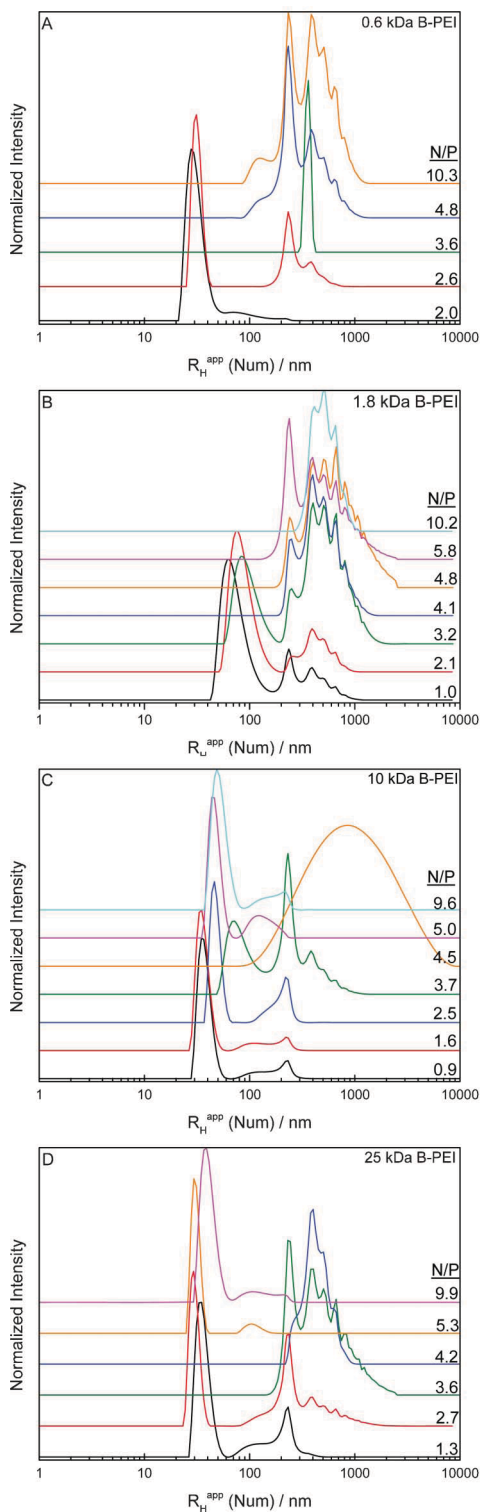 A
0.6 kDa B-PEI
Normalized Intensity
N/P
10.3
4.8
3.6
2.6
2.0
1 10 100 1000 10000
R_H^app (Num) / nm
B
1.8 kDa B-PEI
Normalized Intensity
N/P
10.2
5.8
4.8
4.1
3.2
2.1
1.0
1 10 100 1000 10000
R_H^app (Num) / nm
C
10 kDa B-PEI
Normalized Intensity
N/P
9.6
5.0
4.5
3.7
2.5
1.6
0.9
1 10 100 1000 10000
R_H^app (Num) / nm
D
25 kDa B-PEI
Normalized Intensity
N/P
9.9
5.3
4.2
3.6
2.7
1.3
1 10 100 1000 10000
R_H^app (Num) / nm